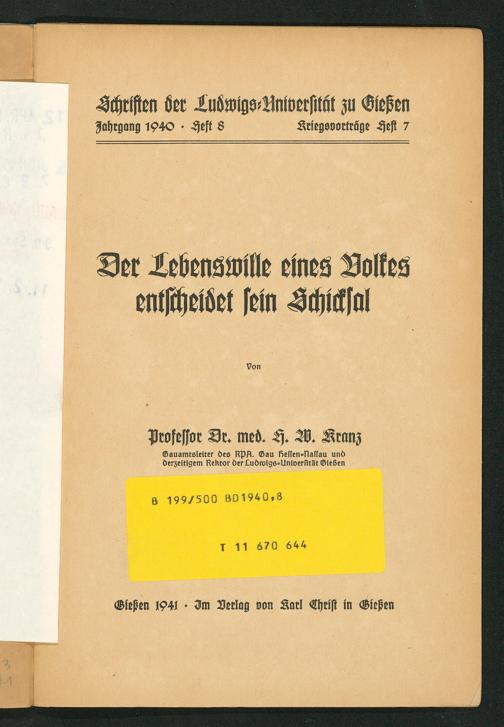 Schriften der Ludwigs-Universität zu Gießen
Jahrgang 1940 · Heft 8 Kriegsvorträge Heft 7
Der Lebenswille eines Volkes
entscheidet sein Schicksal
Von
Professor Dr. med. H. W. Kranz
Gauamtsleiter des RPA. Gau Hessen-Nassau und
derzeitigem Rektor der Ludwigs-Universität Gießen
B 199/500 BD1940,8
T 11 670 644
Gießen 1941 · Im Verlag von Karl Christ in Gießen